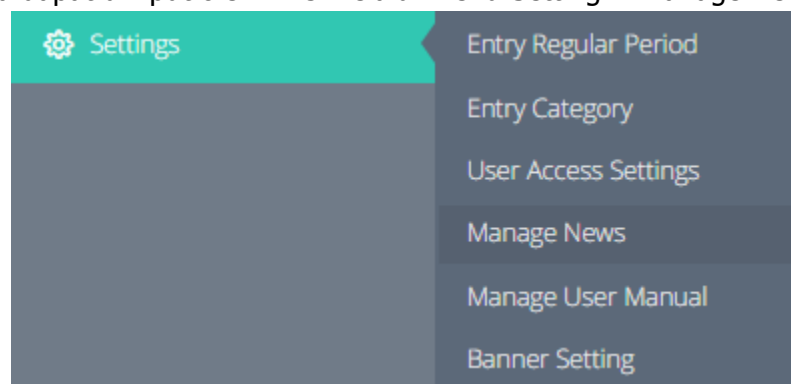 Settings
Entry Regular Period
Entry Category
User Access Settings
Manage News
Manage User Manual
Banner Setting